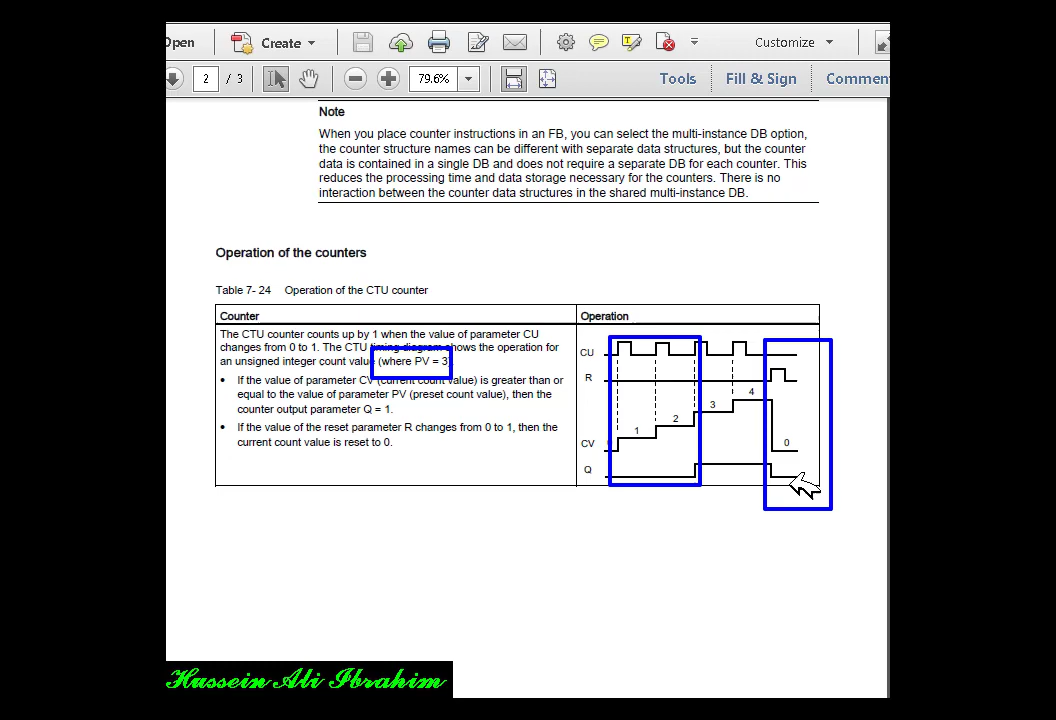 Open Create Customize
2 / 3 79.6% Tools Fill & Sign Commen
Note
When you place counter instructions in an FB, you can select the multi-instance DB option,
the counter structure names can be different with separate data structures, but the counter
data is contained in a single DB and does not require a separate DB for each counter. This
reduces the processing time and data storage necessary for the counters. There is no
interaction between the counter data structures in the shared multi-instance DB.
Operation of the counters
Table 7- 24 Operation of the CTU counter
Counter Operation
The CTU counter counts up by 1 when the value of parameter CU
changes from 0 to 1. The CTU timing diagram shows the operation for
an unsigned integer count value (where PV = 3).
• If the value of parameter CV (current count value) is greater than or
equal to the value of parameter PV (preset count value), then the
counter output parameter Q = 1.
• If the value of the reset parameter R changes from 0 to 1, then the
current count value is reset to 0.
CU
R
4
3
2
1
CV 0
Q
Hussein Ali Ibrahim